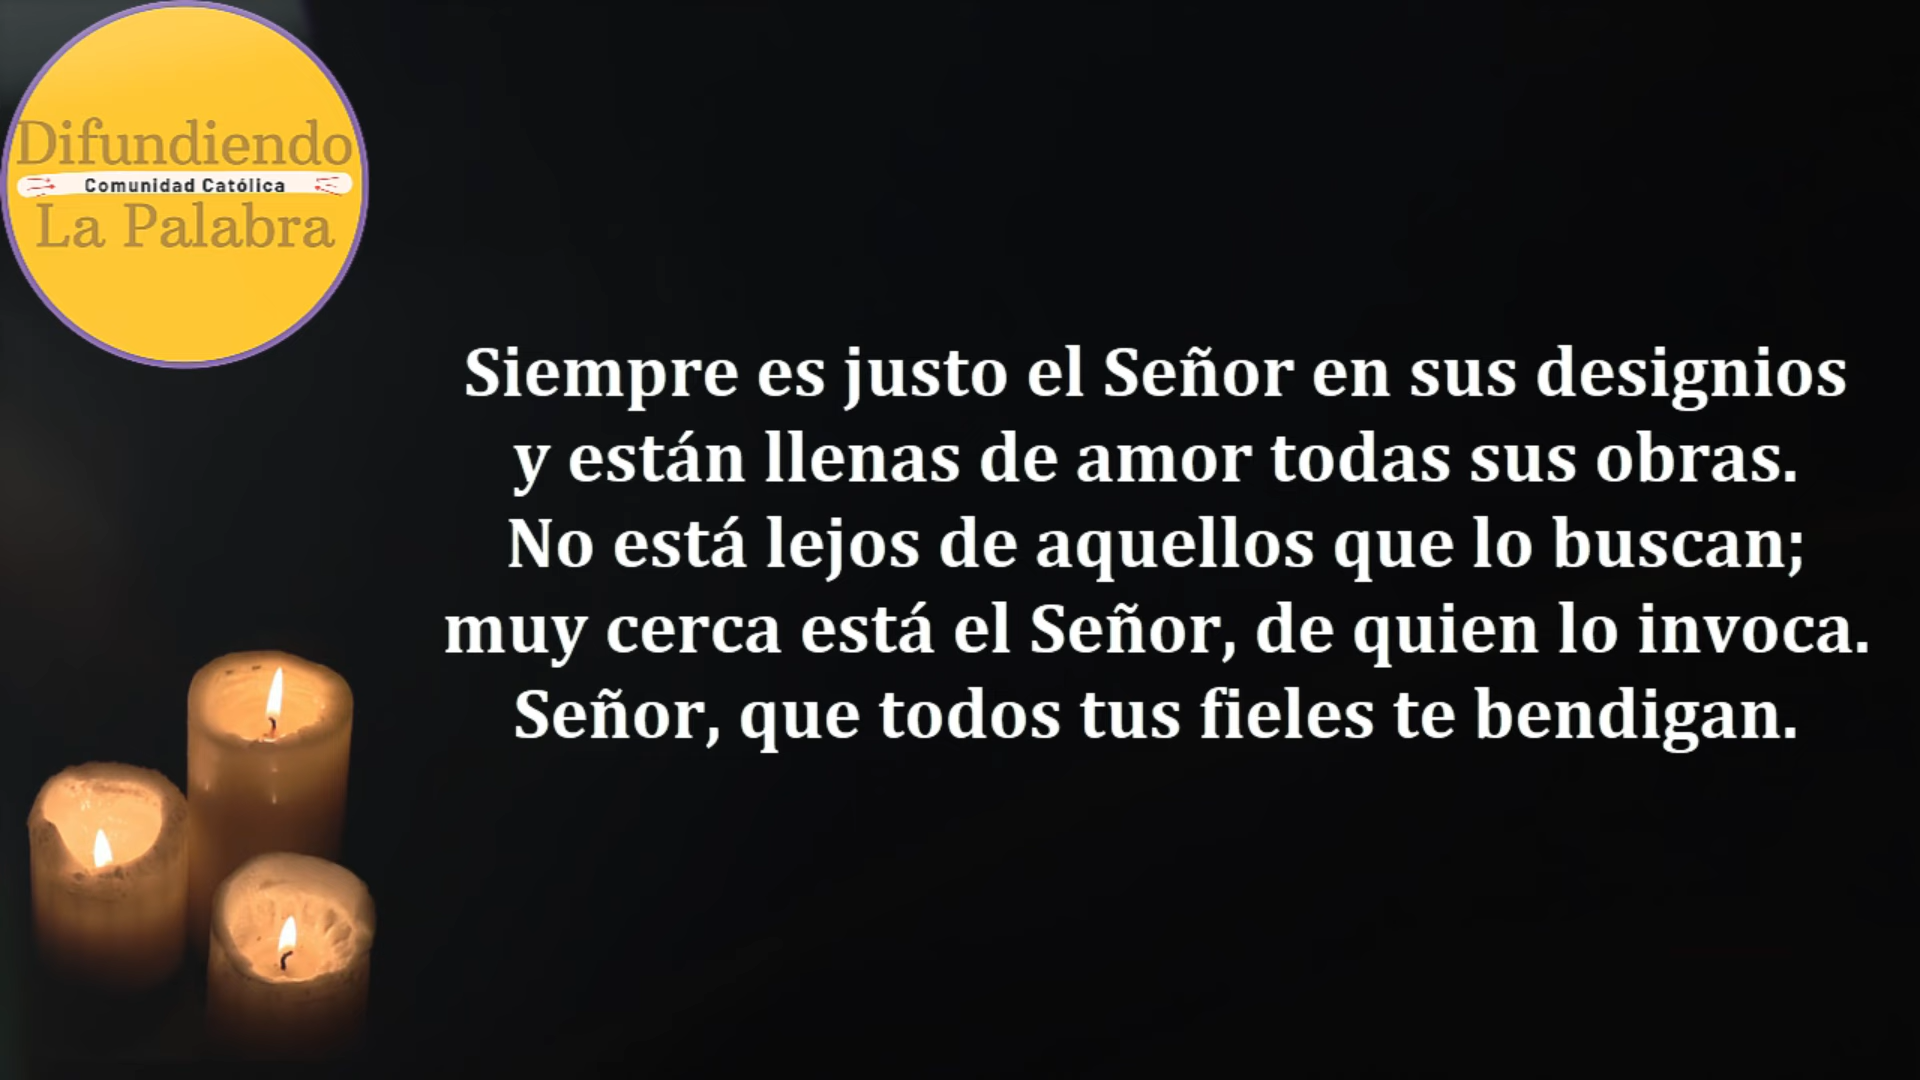 Difundiendo
Comunidad Católica
La Palabra
Siempre es justo el Señor en sus designios
y están llenas de amor todas sus obras.
No está lejos de aquellos que lo buscan;
muy cerca está el Señor, de quien lo invoca.
Señor, que todos tus fieles te bendigan.